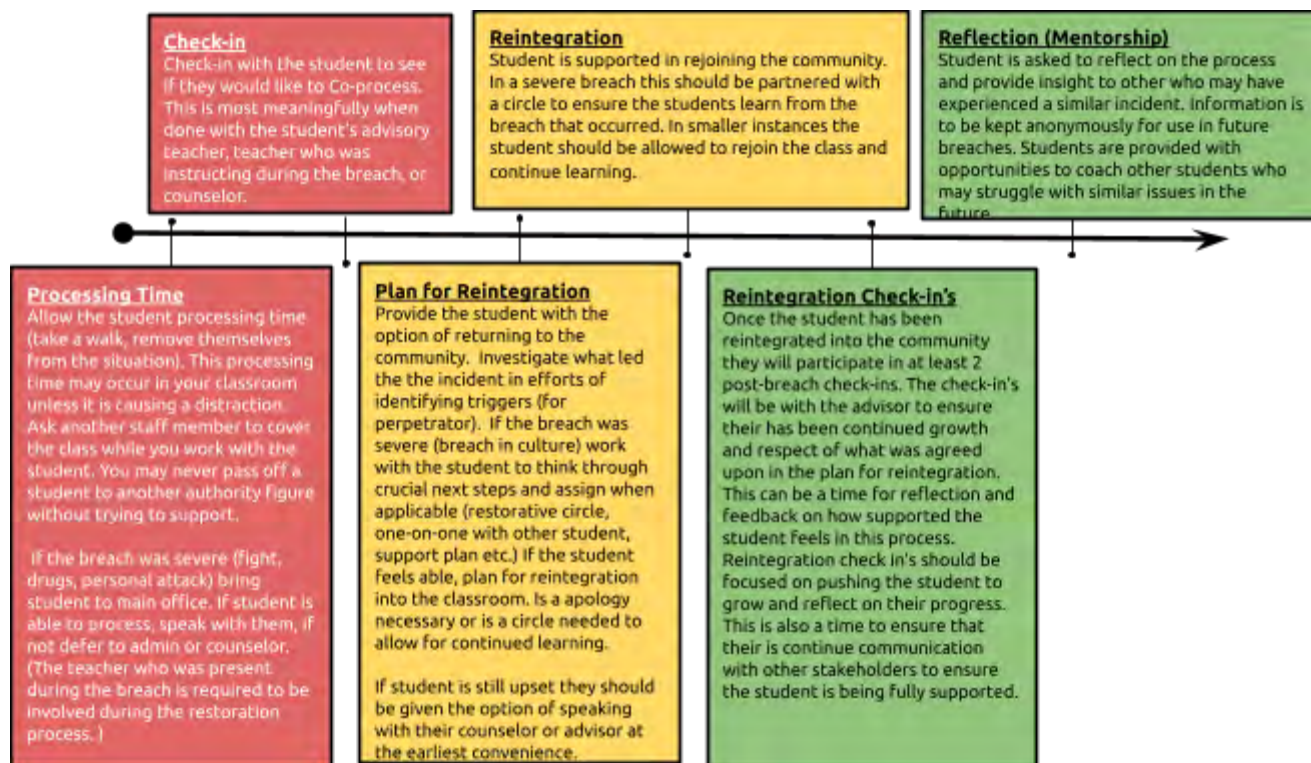 Check-in
Check-in with the student to see
if they would like to Co-process.
This is most meaningfully when
done with the student's advisory
teacher, teacher who was
instructing during the breach, or
counselor.
Reintegration
Student is supported in rejoining the community.
In a severe breach this should be partnered with
a circle to ensure the students learn from the
breach that occurred. In smaller instances the
student should be allowed to rejoin the class and
continue learning.
Reflection (Mentorship)
Student is asked to reflect on the process
and provide insight to other who may have
experienced a similar incident. Information is
to be kept anonymously for use in future
breaches. Students are provided with
opportunities to coach other students who
may struggle with similar issues in the
future
Processing Time
Allow the student processing time
(take a walk, remove themselves
from the situation). This processing
time may occur in your classroom
unless it is causing a distraction.
Ask another staff member to cover
the class while you work with the
student. You may never pass off a
student to another authority figure
without trying to support.
If the breach was severe (fight,
drugs, personal attack) bring
student to main office. If student is
able to process, speak with them, if
not defer to admin or counselor.
(The teacher who was present
during the breach is required to be
involved during the restoration
process. )
Plan for Reintegration
Provide the student with the
option of returning to the
community. Investigate what led
the the incident in efforts of
identifying triggers (for
perpetrator). If the breach was
severe (breach in culture) work
with the student to think through
crucial next steps and assign when
applicable (restorative circle,
one-on-one with other student,
support plan etc.) If the student
feels able, plan for reintegration
into the classroom. Is a apology
necessary or is a circle needed to
allow for continued learning.
If student is still upset they should
be given the option of speaking
with their counselor or advisor at
the earliest convenience.
Reintegration Check-in's
Once the student has been
reintegrated into the community
they will participate in at least 2
post-breach check-ins. The check-in's
will be with the advisor to ensure
their has been continued growth
and respect of what was agreed
upon in the plan for reintegration.
This can be a time for reflection and
feedback on how supported the
student feels in this process.
Reintegration check in's should be
focused on pushing the student to
grow and reflect on their progress.
This is also a time to ensure that
their is continue communication
with other stakeholders to ensure
the student is being fully supported.